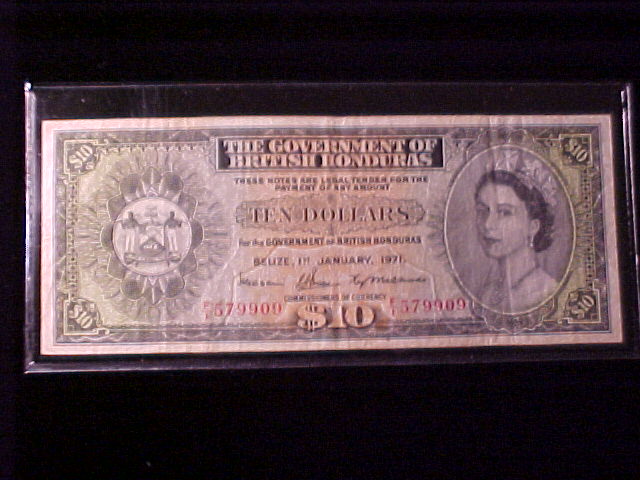 $10 $10
THE GOVERNMENT OF
BRITISH HONDURAS
THESE NOTES ARE LEGAL TENDER FOR THE
PAYMENT OF ANY AMOUNT
TEN DOLLARS
For the GOVERNMENT OF BRITISH HONDURAS
BELIZE, 1ST JANUARY, 1971.
COMMISSIONERS OF CURRENCY
F/1 579909 F/1 579909
$10 $10 $10